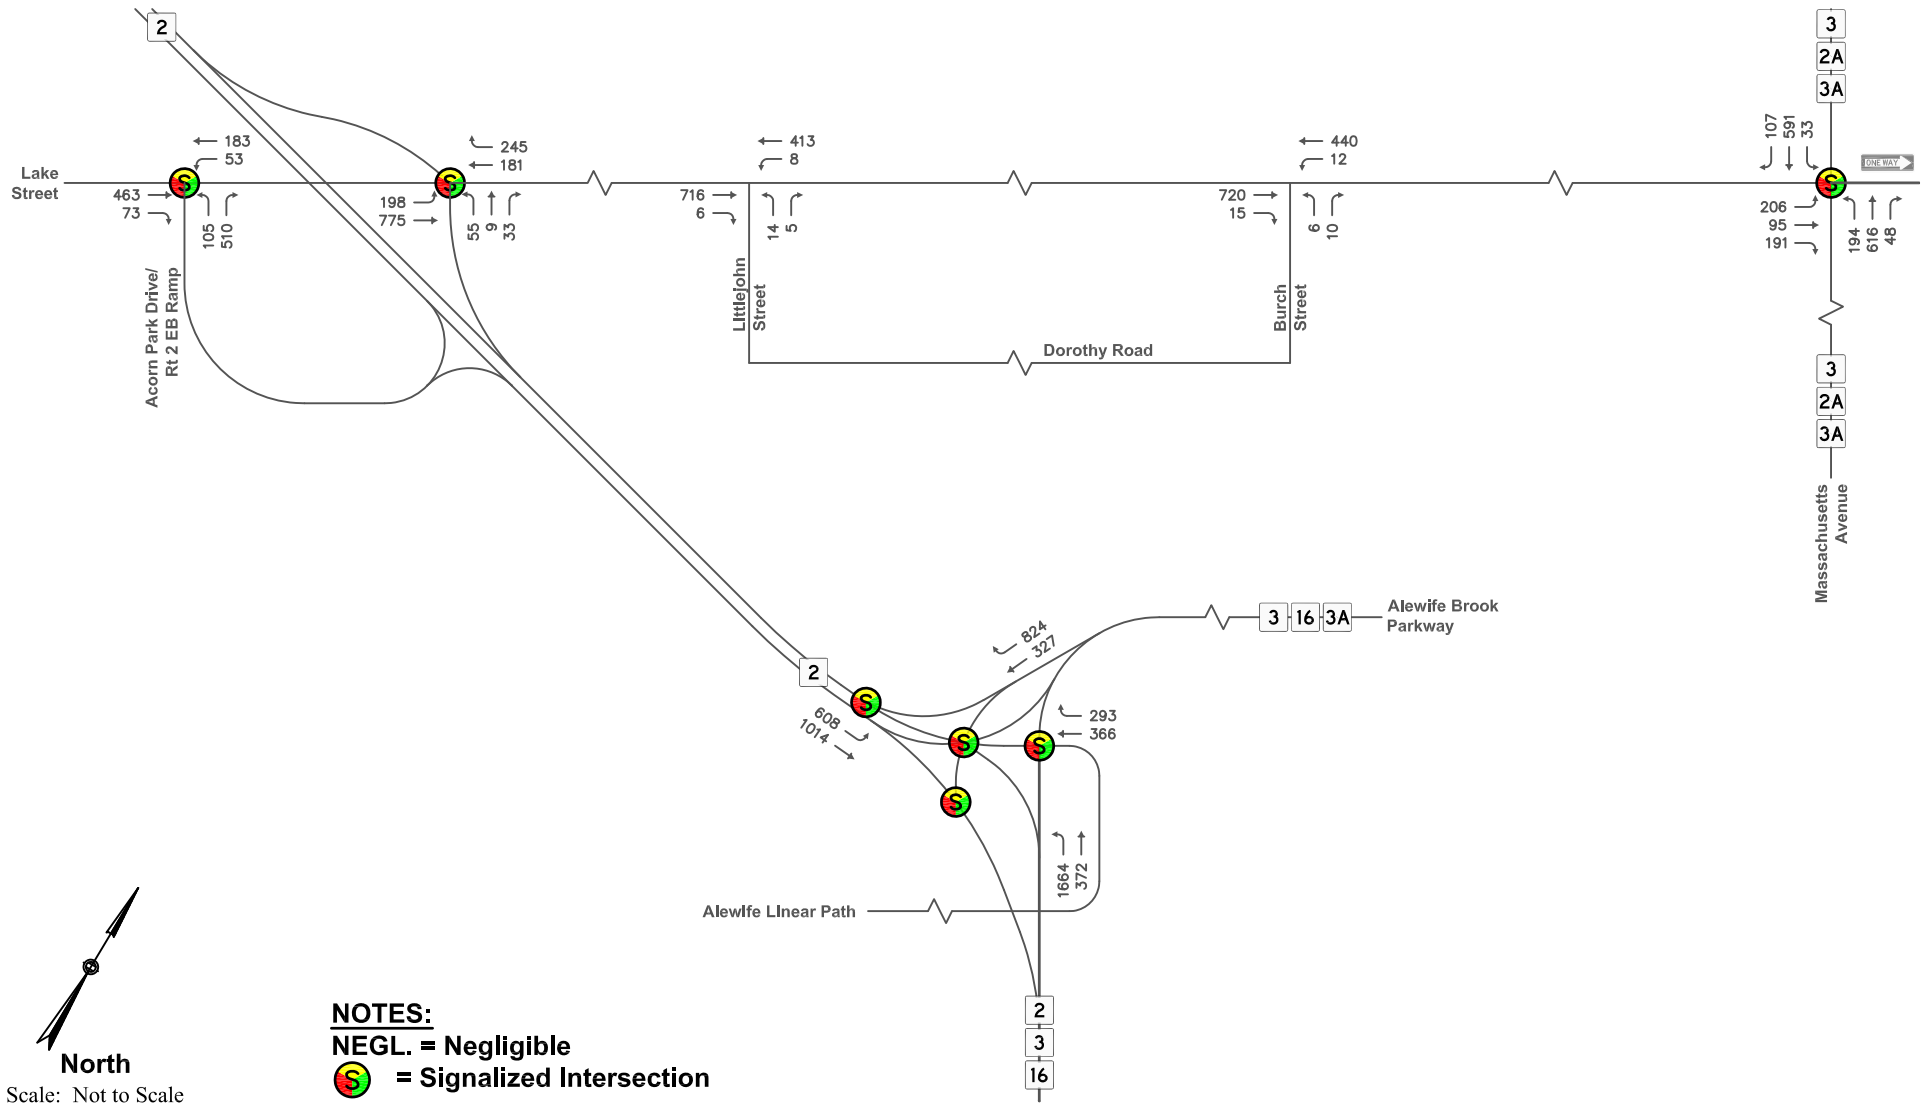 2
3
2A
3A
107
591
33
ONE WAY
183
53
245
181
413
8
440
12
Lake
Street
S
S
S
463
73
105
510
198
775
55
9
33
716
6
14
5
720
15
6
10
206
95
191
194
616
48
Acorn Park Drive/
Rt 2 EB Ramp
Littlejohn
Street
Burch
Street
Dorothy Road
3
2A
3A
Massachusetts
Avenue
3
16
3A
Alewife Brook
Parkway
824
327
2
608
1014
S
S
S
S
293
366
1664
372
Alewife Linear Path
2
3
16
North
Scale: Not to Scale
NOTES:
NEGL. = Negligible
S = Signalized Intersection